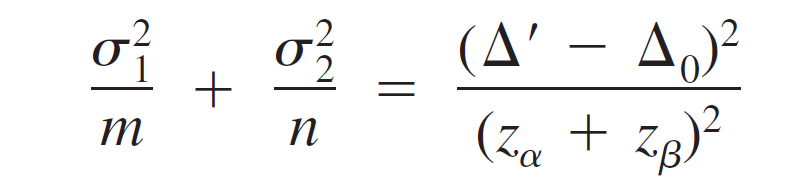 σ₁²/m + σ₂²/n = (Δ′ − Δ₀)²/(z_α + z_β)²